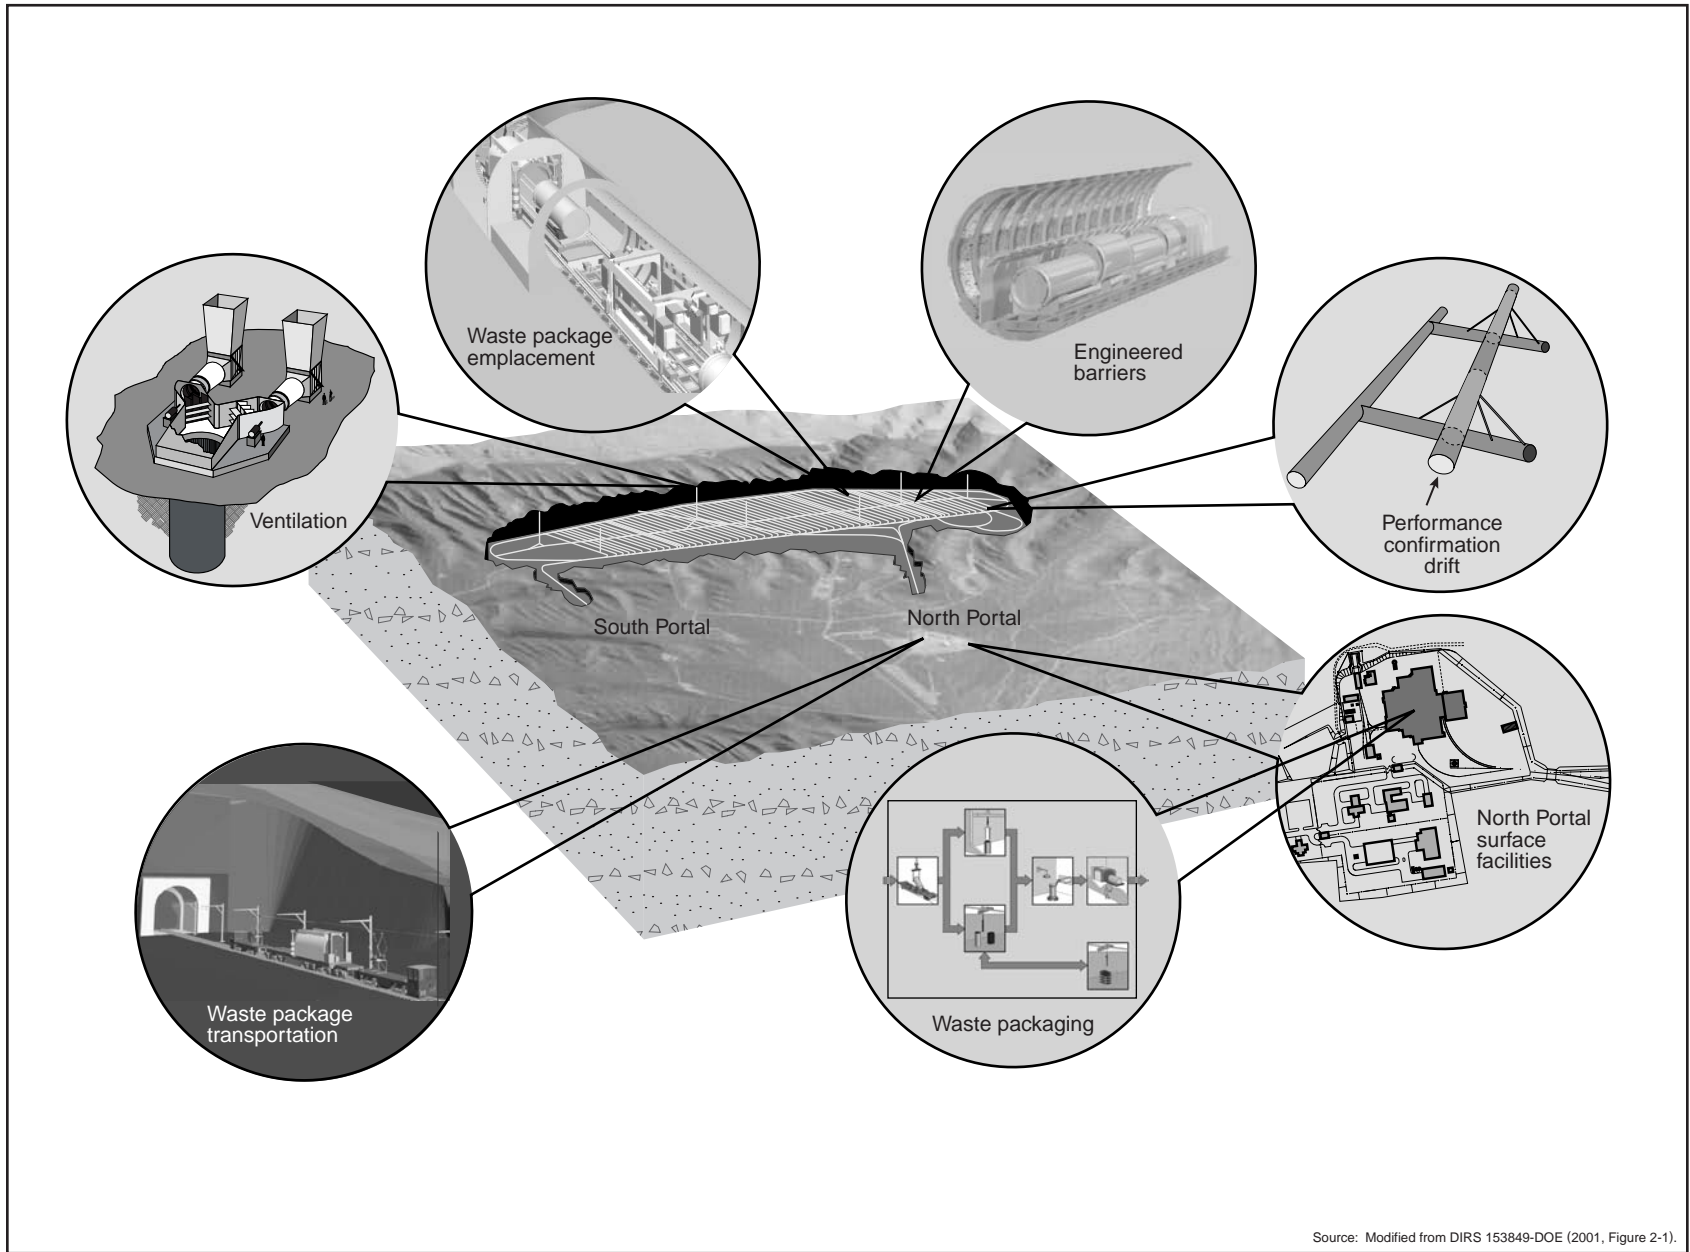 Waste package
emplacement
Engineered
barriers
Ventilation
Performance
confirmation
drift
South Portal
North Portal
North Portal
surface
facilities
Waste package
transportation
Waste packaging
Source:  Modified from DIRS 153849-DOE (2001, Figure 2-1).